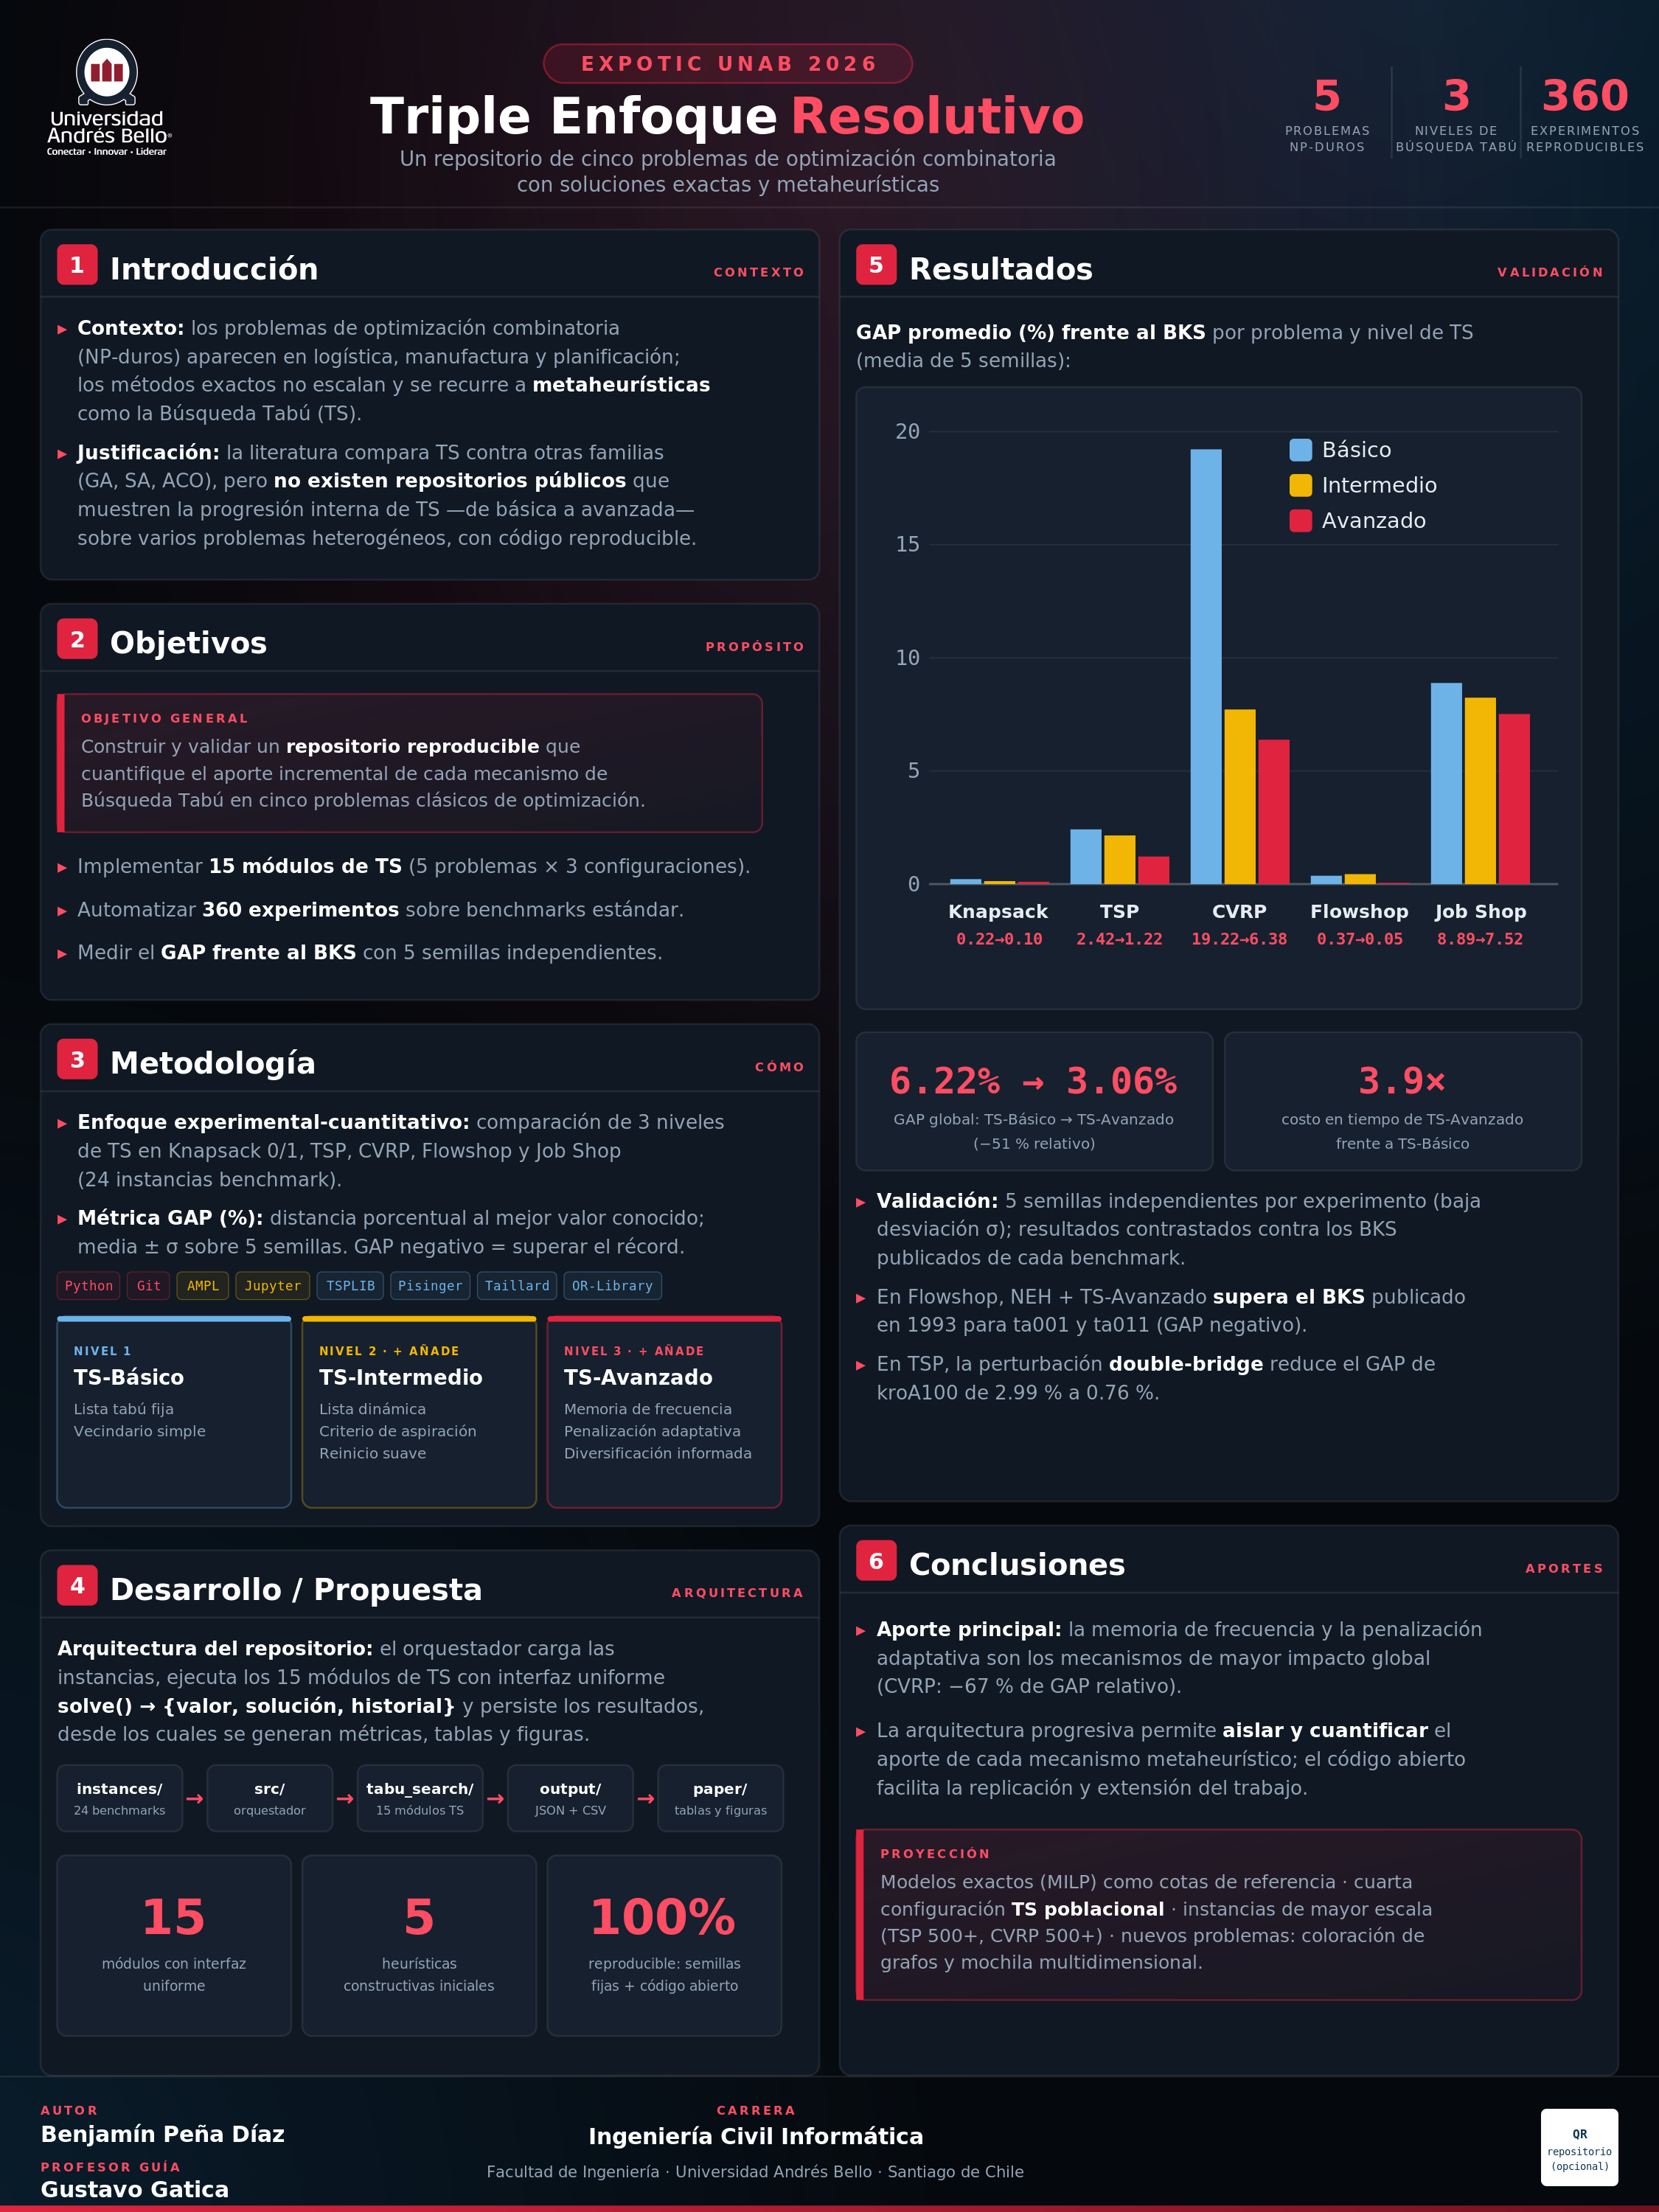 Universidad
Andrés Bello®
Conectar • Innovar • Liderar
EXPOTIC UNAB 2026
Triple Enfoque Resolutivo
Un repositorio de cinco problemas de optimización combinatoria
con soluciones exactas y metaheurísticas
5
PROBLEMAS
NP-DUROS
3
NIVELES DE
BÚSQUEDA TABÚ
360
EXPERIMENTOS
REPRODUCIBLES
1 Introducción CONTEXTO
▸ Contexto: los problemas de optimización combinatoria
(NP-duros) aparecen en logística, manufactura y planificación;
los métodos exactos no escalan y se recurre a metaheurísticas
como la Búsqueda Tabú (TS).
▸ Justificación: la literatura compara TS contra otras familias
(GA, SA, ACO), pero no existen repositorios públicos que
muestren la progresión interna de TS —de básica a avanzada—
sobre varios problemas heterogéneos, con código reproducible.
2 Objetivos PROPÓSITO
OBJETIVO GENERAL
Construir y validar un repositorio reproducible que
cuantifique el aporte incremental de cada mecanismo de
Búsqueda Tabú en cinco problemas clásicos de optimización.
▸ Implementar 15 módulos de TS (5 problemas × 3 configuraciones).
▸ Automatizar 360 experimentos sobre benchmarks estándar.
▸ Medir el GAP frente al BKS con 5 semillas independientes.
3 Metodología CÓMO
▸ Enfoque experimental-cuantitativo: comparación de 3 niveles
de TS en Knapsack 0/1, TSP, CVRP, Flowshop y Job Shop
(24 instancias benchmark).
▸ Métrica GAP (%): distancia porcentual al mejor valor conocido;
media ± σ sobre 5 semillas. GAP negativo = superar el récord.
Python Git AMPL Jupyter TSPLIB Pisinger Taillard OR-Library
NIVEL 1
TS-Básico
Lista tabú fija
Vecindario simple
NIVEL 2 · + AÑADE
TS-Intermedio
Lista dinámica
Criterio de aspiración
Reinicio suave
NIVEL 3 · + AÑADE
TS-Avanzado
Memoria de frecuencia
Penalización adaptativa
Diversificación informada
4 Desarrollo / Propuesta ARQUITECTURA
Arquitectura del repositorio: el orquestador carga las
instancias, ejecuta los 15 módulos de TS con interfaz uniforme
solve() → {valor, solución, historial} y persiste los resultados,
desde los cuales se generan métricas, tablas y figuras.
instances/ → src/ → tabu_search/ → output/ → paper/
24 benchmarks orquestador 15 módulos TS JSON + CSV tablas y figuras
15
módulos con interfaz
uniforme
5
heurísticas
constructivas iniciales
100%
reproducible: semillas
fijas + código abierto
5 Resultados VALIDACIÓN
GAP promedio (%) frente al BKS por problema y nivel de TS
(media de 5 semillas):
20
15
10
5
0
Básico
Intermedio
Avanzado
Knapsack TSP CVRP Flowshop Job Shop
0.22→0.10 2.42→1.22 19.22→6.38 0.37→0.05 8.89→7.52
6.22% → 3.06%
GAP global: TS-Básico → TS-Avanzado
(−51 % relativo)
3.9×
costo en tiempo de TS-Avanzado
frente a TS-Básico
▸ Validación: 5 semillas independientes por experimento (baja
desviación σ); resultados contrastados contra los BKS
publicados de cada benchmark.
▸ En Flowshop, NEH + TS-Avanzado supera el BKS publicado
en 1993 para ta001 y ta011 (GAP negativo).
▸ En TSP, la perturbación double-bridge reduce el GAP de
kroA100 de 2.99 % a 0.76 %.
6 Conclusiones APORTES
▸ Aporte principal: la memoria de frecuencia y la penalización
adaptativa son los mecanismos de mayor impacto global
(CVRP: −67 % de GAP relativo).
▸ La arquitectura progresiva permite aislar y cuantificar el
aporte de cada mecanismo metaheurístico; el código abierto
facilita la replicación y extensión del trabajo.
PROYECCIÓN
Modelos exactos (MILP) como cotas de referencia · cuarta
configuración TS poblacional · instancias de mayor escala
(TSP 500+, CVRP 500+) · nuevos problemas: coloración de
grafos y mochila multidimensional.
AUTOR
Benjamín Peña Díaz
PROFESOR GUÍA
Gustavo Gatica
CARRERA
Ingeniería Civil Informática
Facultad de Ingeniería · Universidad Andrés Bello · Santiago de Chile
QR
repositorio
(opcional)